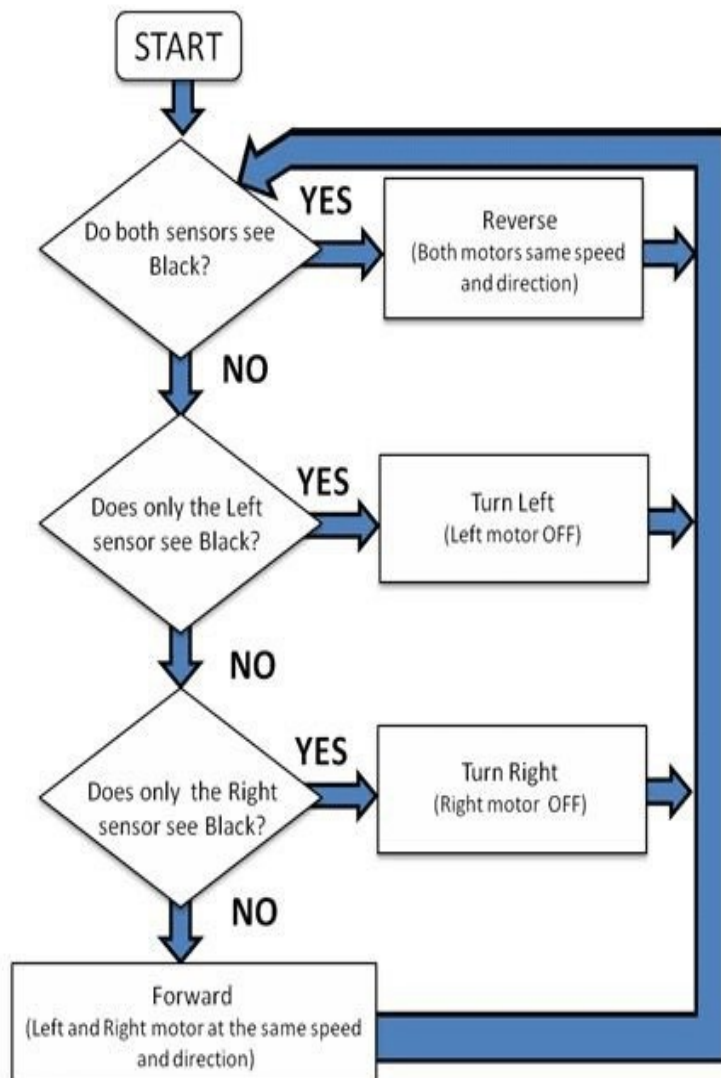 START
Do both sensors see
Black?
YES
Reverse
(Both motors same speed
and direction)
NO
Does only the Left
sensor see Black?
YES
Turn Left
(Left motor OFF)
NO
Does only the Right
sensor see Black?
YES
Turn Right
(Right motor OFF)
NO
Forward
(Left and Right motor at the same speed
and direction)